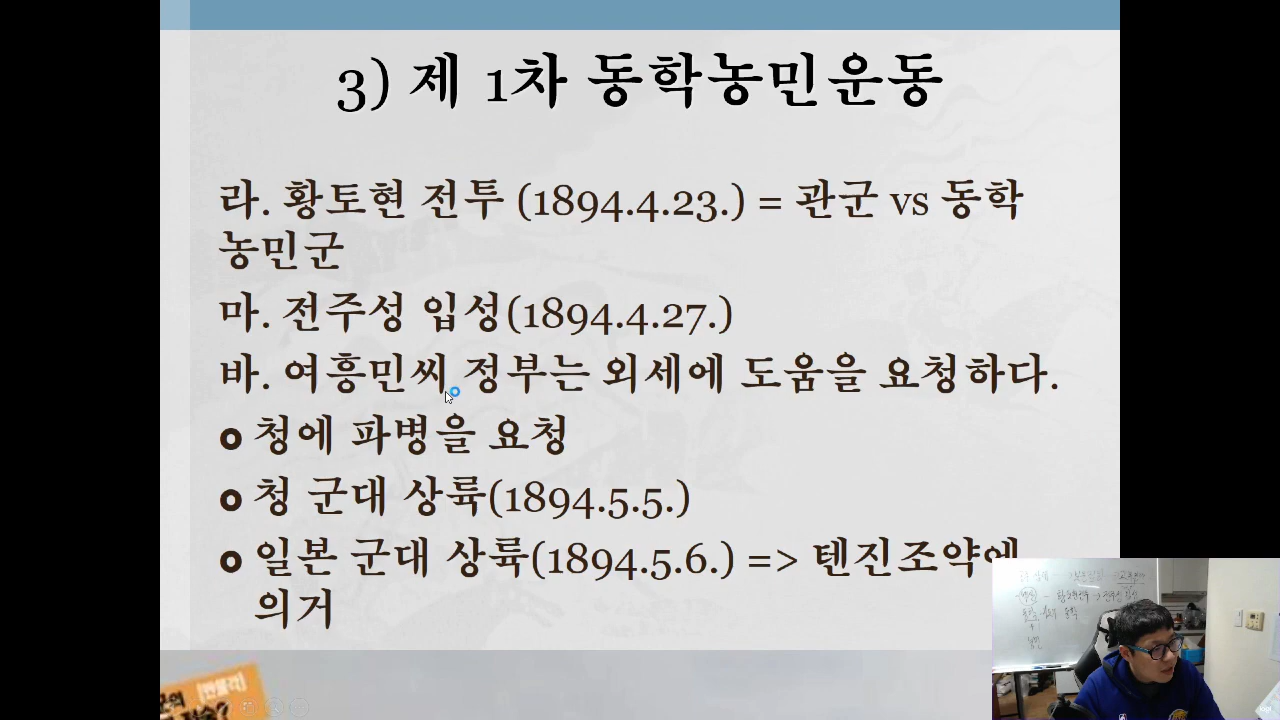 3) 제 1차 동학농민운동
라. 황토현 전투 (1894.4.23.) = 관군 vs 동학
농민군
마. 전주성 입성(1894.4.27.)
바. 여흥민씨 정부는 외세에 도움을 요청하다.
o 청에 파병을 요청
o 청 군대 상륙(1894.5.5.)
o 일본 군대 상륙(1894.5.6.) => 텐진조약에
의거